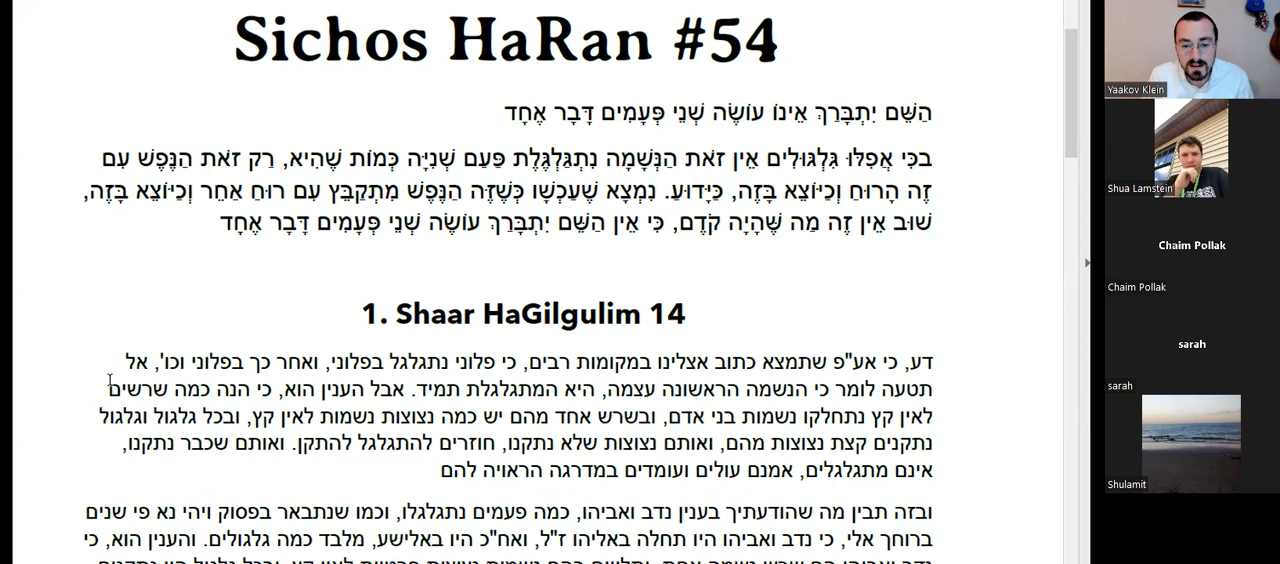 Sichos HaRan #54
הַשֵּׁם יִתְבָּרַךְ אֵינוֹ עוֹשֶׂה שְׁנֵי פְּעָמִים דָּבָר אֶחָד
בכִּי אֲפִלּוּ גִּלְגּוּלִים אֵין זֹאת הַנְּשָׁמָה נִתְגַּלְגֶּלֶת פַּעַם שְׁנִיָּה כְּמוֹת שֶׁהִיא, רַק זֹאת הַנֶּפֶשׁ עִם
זֶה הָרוּחַ וְכַיּוֹצֵא בָּזֶה, כַּיָּדוּעַ. נִמְצָא שֶׁעַכְשָׁו כְּשֶׁזֶּה הַנֶּפֶשׁ מִתְקַבֵּץ עִם רוּחַ אַחֵר וְכַיּוֹצֵא בָּזֶה,
שׁוּב אֵין זֶה מַה שֶּׁהָיָה קֹדֶם, כִּי אֵין הַשֵּׁם יִתְבָּרַךְ עוֹשֶׂה שְׁנֵי פְּעָמִים דָּבָר אֶחָד
1. Shaar HaGilgulim 14
דע, כי אע"פ שתמצא כתוב אצלינו במקומות רבים, כי פלוני נתגלגל בפלוני, ואחר כך בפלוני וכו', אל
תטעה לומר כי הנשמה הראשונה עצמה, היא המתגלגלת תמיד. אבל הענין הוא, כי הנה כמה שרשים
לאין קץ נתחלקו נשמות בני אדם, ובשרש אחד מהם יש כמה נצוצות נשמות לאין קץ, ובכל גלגול וגלגול
נתקנים קצת נצוצות מהם, ואותם נצוצות שלא נתקנו, חוזרים להתגלגל להתקן. ואותם שכבר נתקנו,
אינם מתגלגלים, אמנם עולים ועומדים במדרגה הראויה להם
ובזה תבין מה שהודעתיך בענין נדב ואביהו, כמה פעמים נתגלגלו, וכמו שנתבאר בפסוק ויהי נא פי שנים
ברוחך אלי, כי נדב ואביהו היו תחלה באליהו ז"ל, ואח"כ היו באלישע, מלבד כמה גלגולים. והענין הוא, כי
Yaakov Klein
Shua Lamstein
Chaim Pollak
Chaim Pollak
sarah
sarah
Shulamit